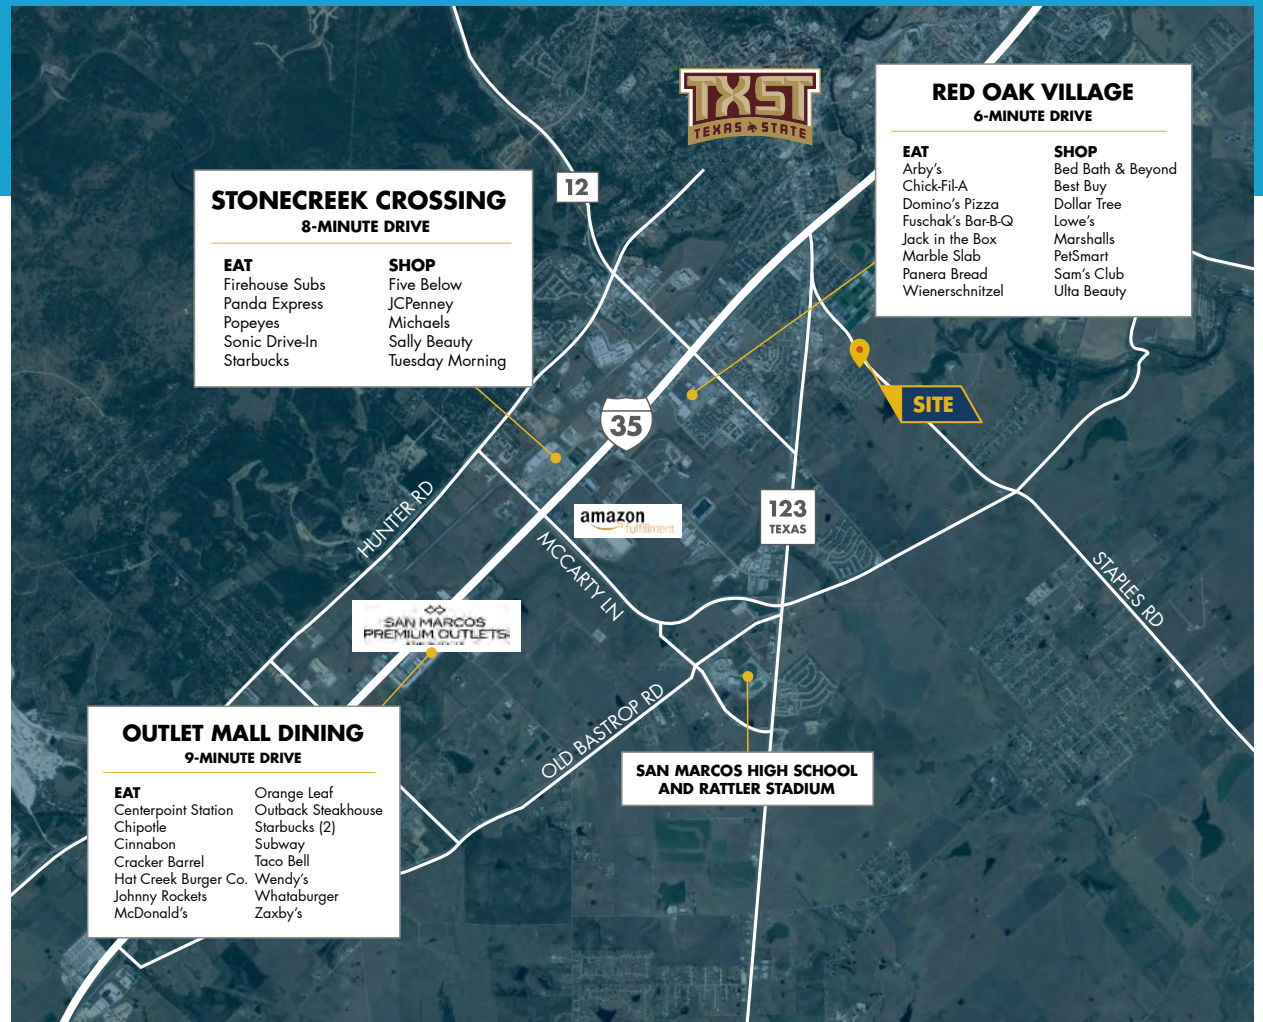 TXST
TEXAS STATE
RED OAK VILLAGE
6-MINUTE DRIVE
EAT
Arby's
Chick-Fil-A
Domino's Pizza
Fuschak's Bar-B-Q
Jack in the Box
Marble Slab
Panera Bread
Wienerschnitzel
SHOP
Bed Bath & Beyond
Best Buy
Dollar Tree
Lowe's
Marshalls
PetSmart
Sam's Club
Ulta Beauty
12
STONECREEK CROSSING
8-MINUTE DRIVE
EAT
Firehouse Subs
Panda Express
Popeyes
Sonic Drive-In
Starbucks
SHOP
Five Below
JCPenney
Michaels
Sally Beauty
Tuesday Morning
SITE
35
HUNTER RD
amazon
fulfillment
123
TEXAS
MCCARTY LN
STAPLES RD
SAN MARCOS
PREMIUM OUTLETS
OLD BASTROP RD
OUTLET MALL DINING
9-MINUTE DRIVE
EAT
Centerpoint Station
Chipotle
Cinnabon
Cracker Barrel
Hat Creek Burger Co.
Johnny Rockets
McDonald's
Orange Leaf
Outback Steakhouse
Starbucks (2)
Subway
Taco Bell
Wendy's
Whataburger
Zaxby's
SAN MARCOS HIGH SCHOOL
AND RATTLER STADIUM